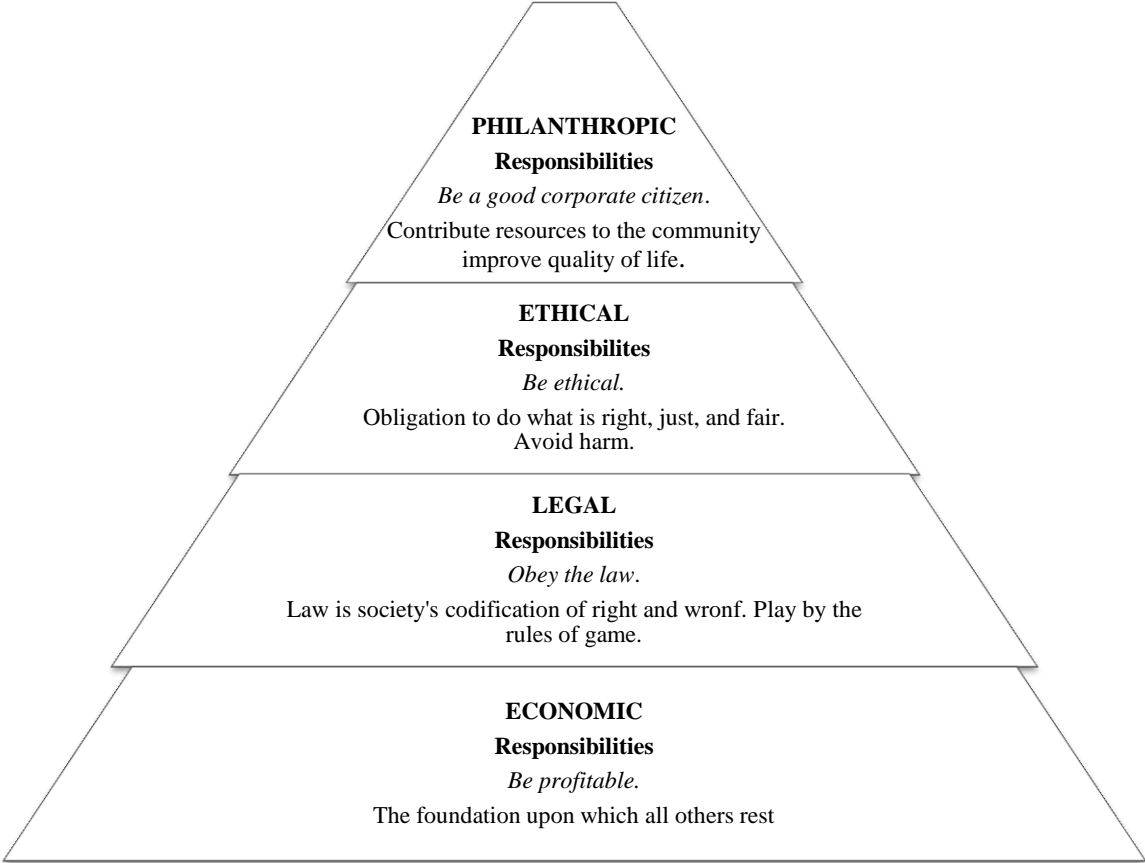 PHILANTHROPIC
Responsibilities
Be a good corporate citizen.
Contribute resources to the community
improve quality of life.
ETHICAL
Responsibilites
Be ethical.
Obligation to do what is right, just, and fair.
Avoid harm.
LEGAL
Responsibilities
Obey the law.
Law is society's codification of right and wronf. Play by the
rules of game.
ECONOMIC
Responsibilities
Be profitable.
The foundation upon which all others rest